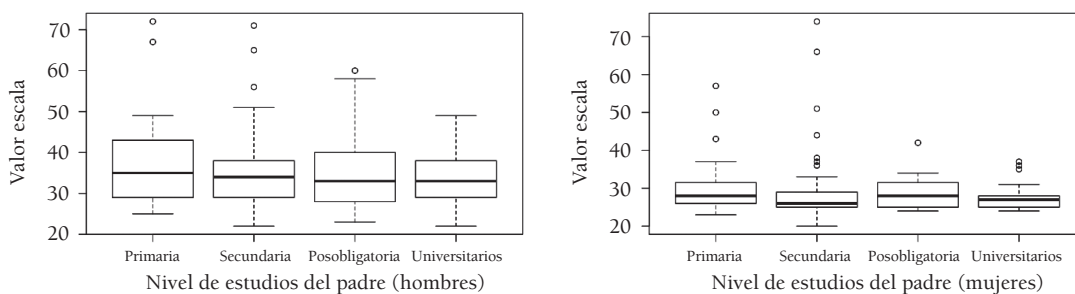 Valor escala
70
60
50
40
30
20
Primaria Secundaria Posobligatoria Universitarios
Nivel de estudios del padre (hombres)
Valor escala
70
60
50
40
30
20
Primaria Secundaria Posobligatoria Universitarios
Nivel de estudios del padre (mujeres)